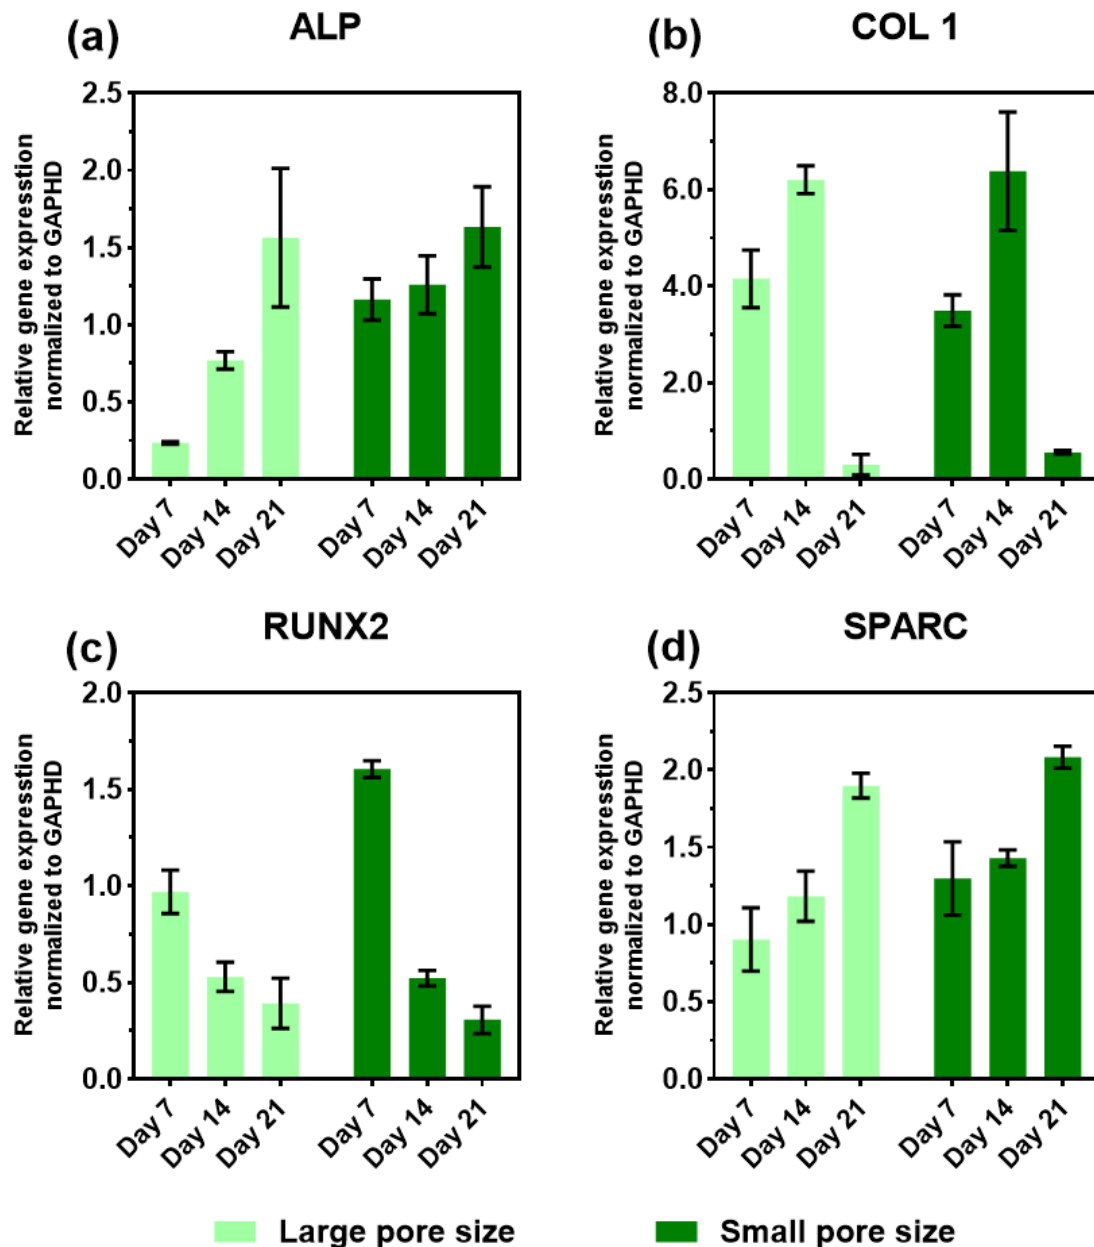 (a) ALP
Relative gene expresstion
normalized to GAPHD
2.5
2.0
1.5
1.0
0.5
0.0
Day 7
Day 14
Day 21
Day 7
Day 14
Day 21
(b) COL 1
Relative gene expresstion
normalized to GAPHD
8.0
6.0
4.0
2.0
0.0
Day 7
Day 14
Day 21
Day 7
Day 14
Day 21
(c) RUNX2
Relative gene expresstion
normalized to GAPHD
2.0
1.5
1.0
0.5
0.0
Day 7
Day 14
Day 21
Day 7
Day 14
Day 21
(d) SPARC
Relative gene expresstion
normalized to GAPHD
2.5
2.0
1.5
1.0
0.5
0.0
Day 7
Day 14
Day 21
Day 7
Day 14
Day 21
Large pore size
Small pore size